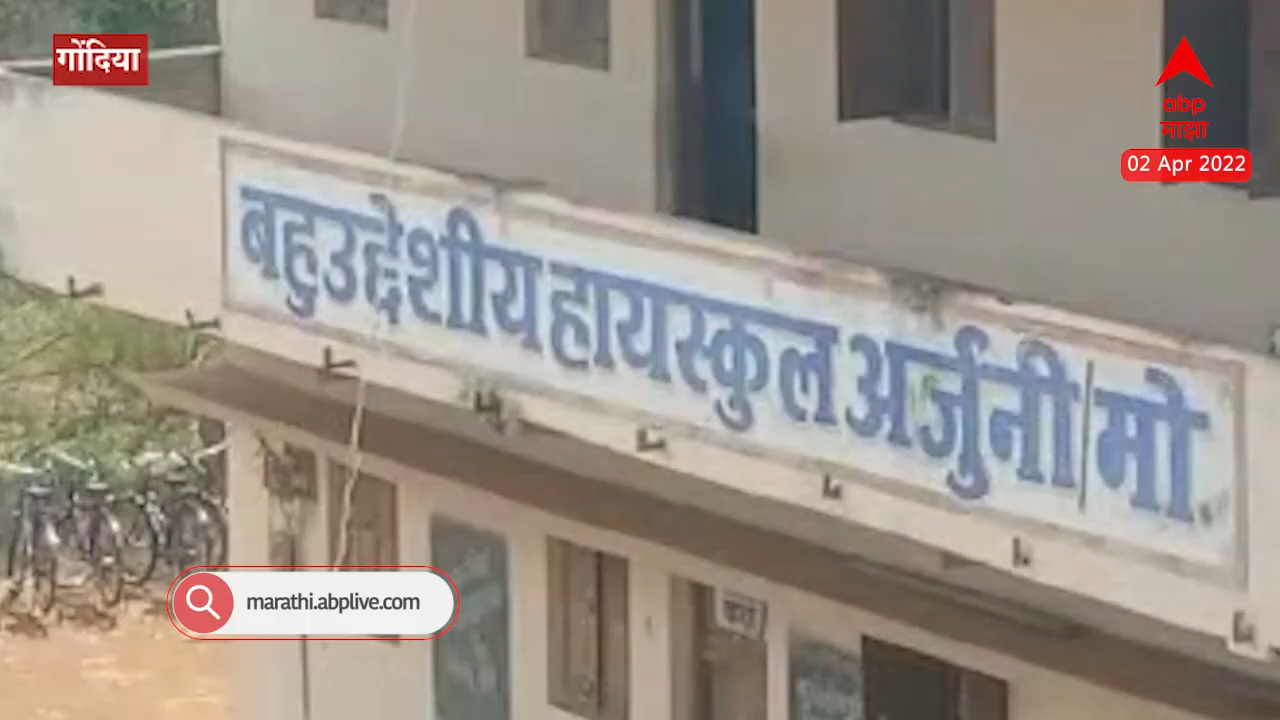 गोंदिया
abp
माझा
02 Apr 2022
बहुउद्देशीय हायस्कुल अर्जुनी/मो.
marathi.abplive.com